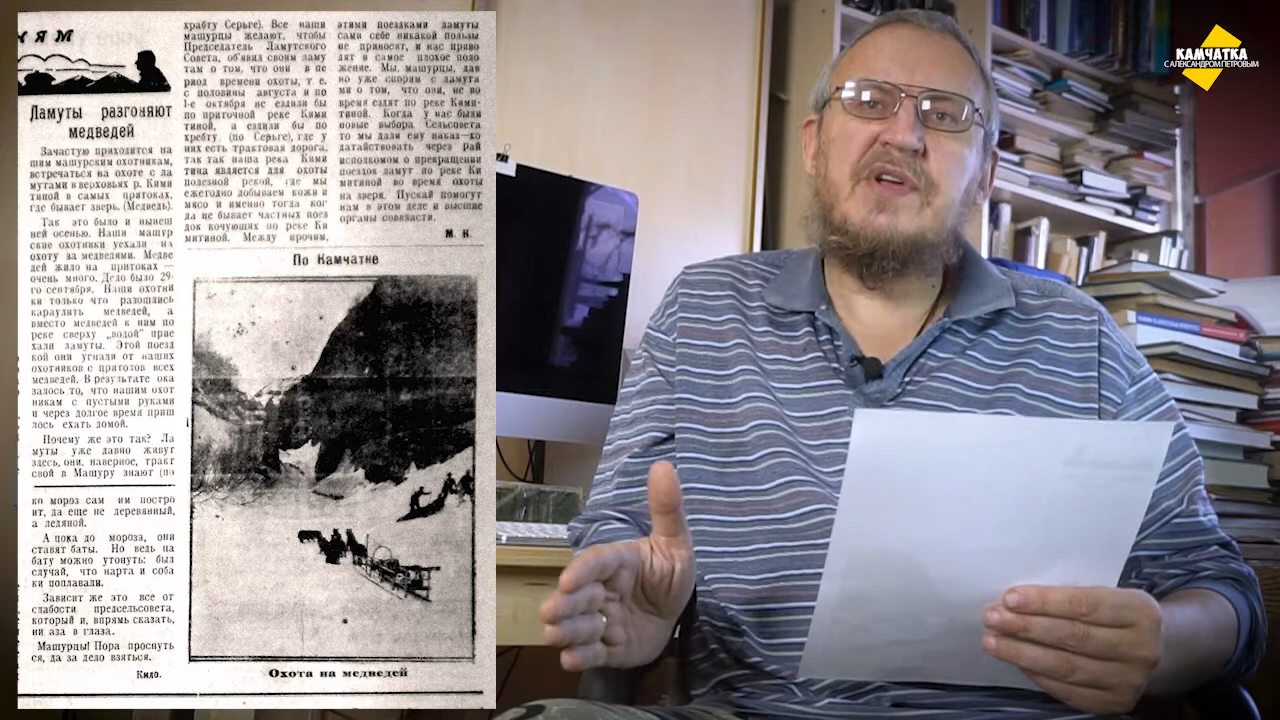 Ламуты разгоняют
медведей
Зачастую приходится на
шим машурским охотникам,
встречаться на охоте с ла
мутами в верховьях р. Кими
тиной в самых притоках,
где бывает зверь. (Медведь).
Так это было и нынеш
ней осенью. Наши машур
ские охотники уехали на
охоту за медведями. Медве
дей жило на притоках —
очень много. Дело было 29-
го сентября. Наши охотни
ки только что разошлись
караулить медведей, а
вместо медведей к ним по
реке сверху „водой" прие
хали ламуты. Этой поезд
кой они угнали от наших
охотников с притоков всех
медведей. В результате ока
залось то, что нашим охот
никам с пустыми руками
и через долгое время приш
лось ехать домой.
Почему же это так? Ла
муты уже давно живут
здесь, они, наверное, тракт
свой в Машуру знают (по
хребту Серьге). Все наши
машурцы желают, чтобы
Председатель Ламутского
Совета, об'явил своим ламу
там о том, что они в пе
риод времени охоты, т. е.
с половины августа и по
1-е октября не ездили бы
по приточной реке Кими
тиной, а ездили бы по
хребту (по Серьге), где у
них есть трактовая дорога,
так так наша река Кими
тина является для охоты
полезной рекой, где мы
ежегодно добываем кожи и
мясо и именно тогда ког
да не бывает частных поез
док кочующих по реке Ки
митиной. Между прочим,
этими поездками ламуты
сами себе никакой пользы
не приносят, и нас приво
дят в самое плохое поло
жение. Мы, машурцы, дав
но уже спорим с ламута
ми о том, что они, не во
время ездят по реке Кими-
тиной. Когда у нас были
новые выбора Сельсовета
то мы дали ему наказ—хо
датайствовать через рай
исполком о прекращении
поездок ламут по реке Ки
митиной во время охоты
на зверя. Пускай помогут
нам в этом деле и высшие
органы соввласти.
М. К.
ко мороз сам им постро
ит, да еще не деревянный,
а ледяной.
А пока до мороза, они
ставят баты. Но ведь на
бату можно утонуть: был
случай, что нарта и соба
ки поплавали.
Зависит же это все от
слабости предсельсовета,
который и, впрямь сказать,
ни аза в глаза.
Машурцы! Пора проснуть
ся, да за дело взяться.
Кило.
По Камчатке
Охота на медведей
КАМЧАТКА
С АЛЕКСАНДРОМ ПЕТРОВЫМ